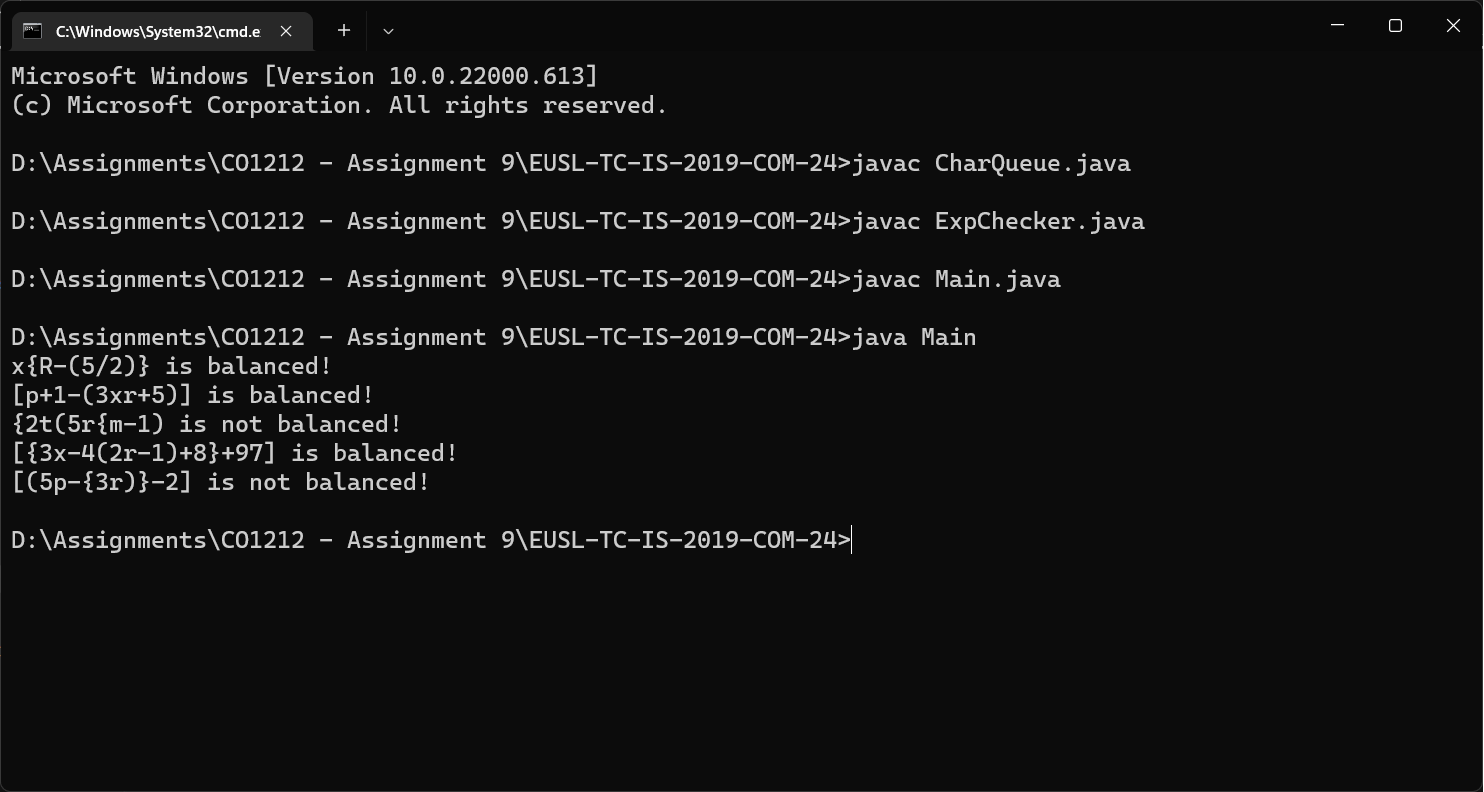 C:\Windows\System32\cmd.e
Microsoft Windows [Version 10.0.22000.613]
(c) Microsoft Corporation. All rights reserved.
D:\Assignments\CO1212 - Assignment 9\EUSL-TC-IS-2019-COM-24>javac CharQueue.java
D:\Assignments\CO1212 - Assignment 9\EUSL-TC-IS-2019-COM-24>javac ExpChecker.java
D:\Assignments\CO1212 - Assignment 9\EUSL-TC-IS-2019-COM-24>javac Main.java
D:\Assignments\CO1212 - Assignment 9\EUSL-TC-IS-2019-COM-24>java Main
x{R-(5/2)} is balanced!
[p+1-(3xr+5)] is balanced!
{2t(5r{m-1) is not balanced!
[{3x-4(2r-1)+8}+97] is balanced!
[(5p-{3r)}-2] is not balanced!
D:\Assignments\CO1212 - Assignment 9\EUSL-TC-IS-2019-COM-24>